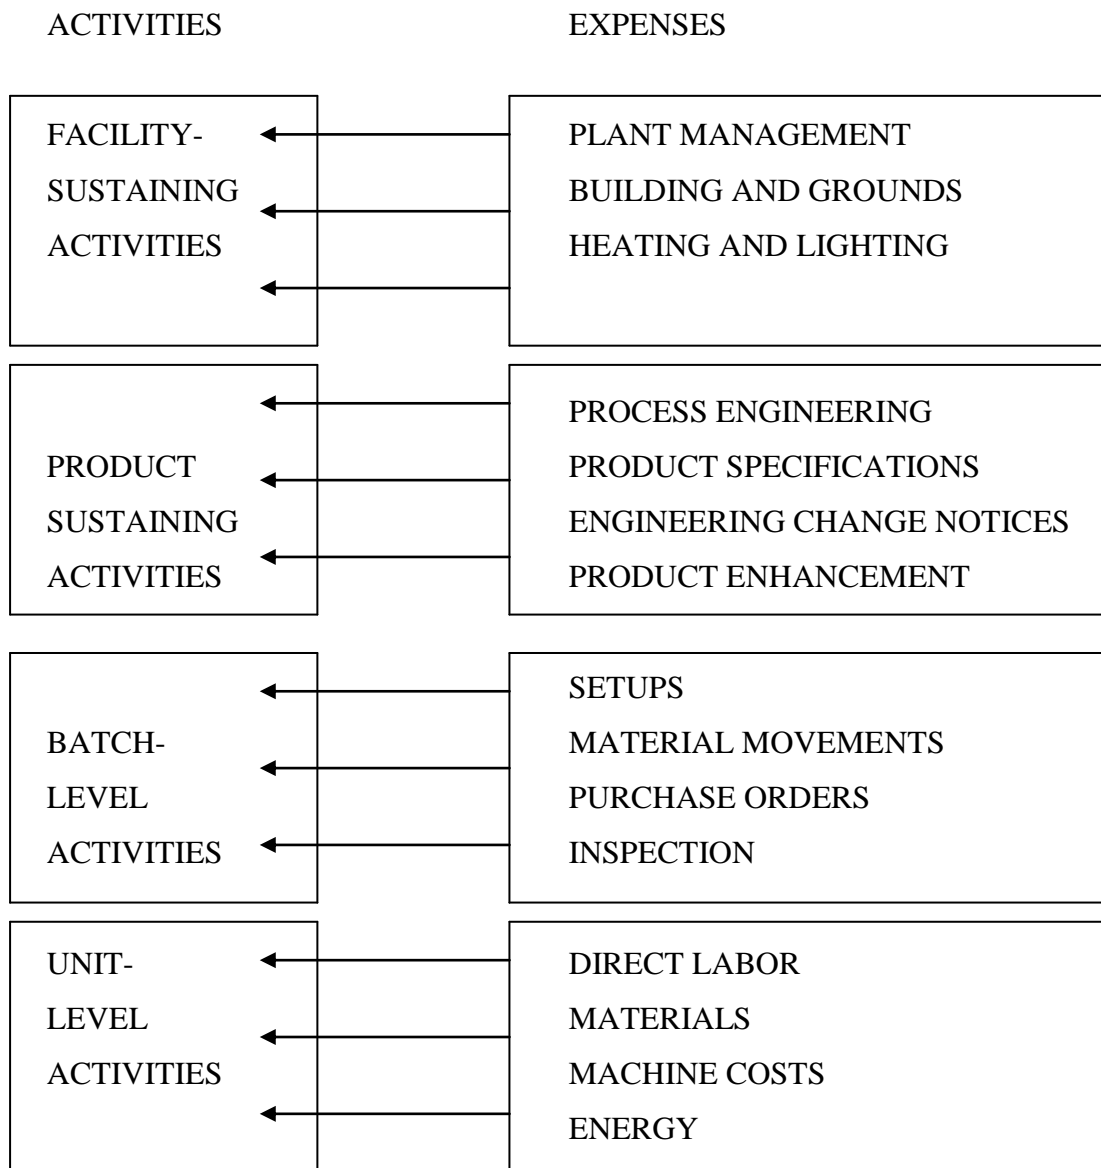 ACTIVITIES EXPENSES
FACILITY-
SUSTAINING
ACTIVITIES
PLANT MANAGEMENT
BUILDING AND GROUNDS
HEATING AND LIGHTING
PRODUCT
SUSTAINING
ACTIVITIES
PROCESS ENGINEERING
PRODUCT SPECIFICATIONS
ENGINEERING CHANGE NOTICES
PRODUCT ENHANCEMENT
BATCH-
LEVEL
ACTIVITIES
SETUPS
MATERIAL MOVEMENTS
PURCHASE ORDERS
INSPECTION
UNIT-
LEVEL
ACTIVITIES
DIRECT LABOR
MATERIALS
MACHINE COSTS
ENERGY